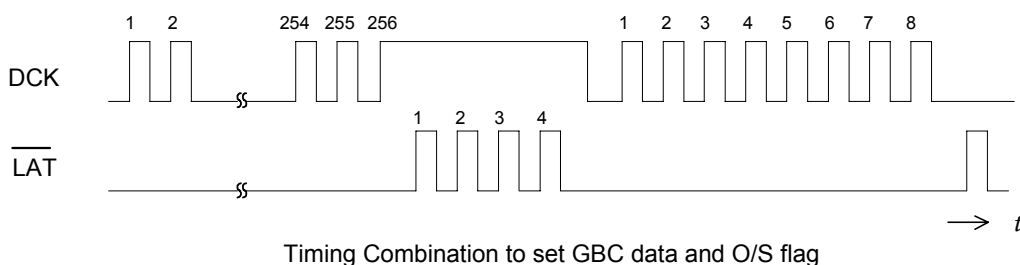 1 2 254 255 256 1 2 3 4 5 6 7 8
DCK
1 2 3 4
LAT
t
Timing Combination to set GBC data and O/S flag